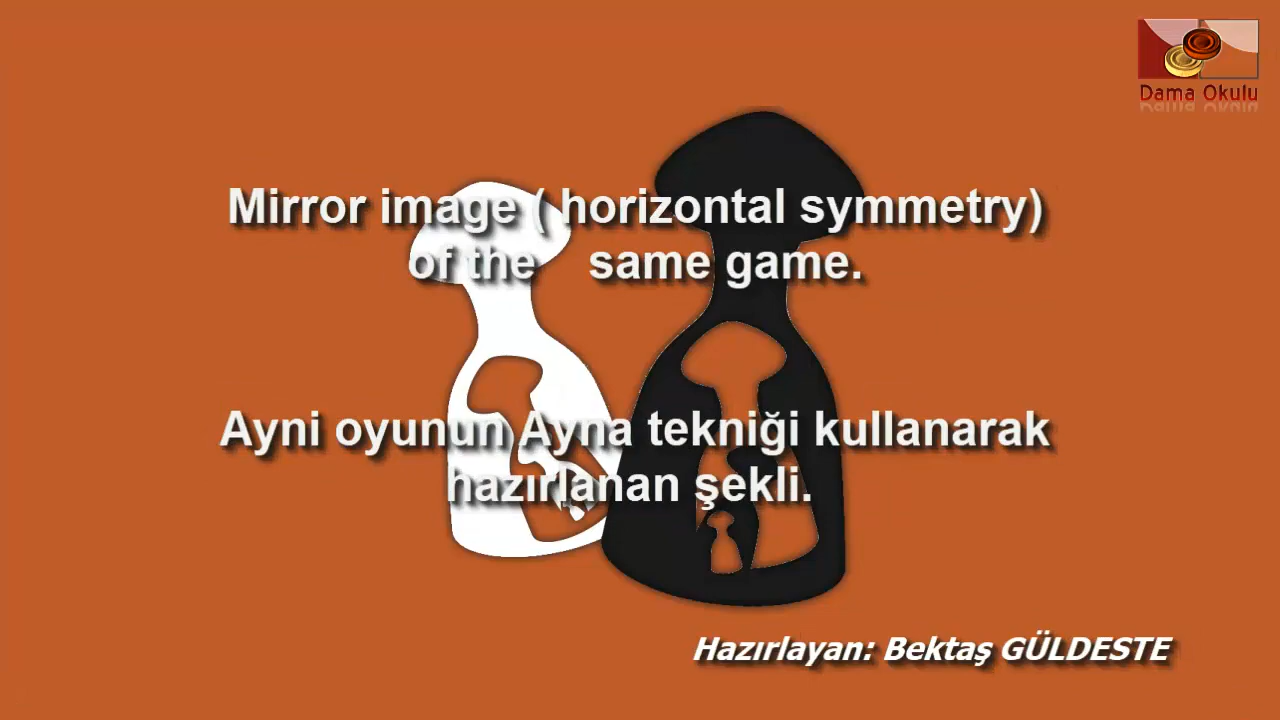 Dama Okulu
Mirror image ( horizontal symmetry)
of the same game.
Ayni oyunun Ayna tekniği kullanarak
hazırlanan şekli.
Hazırlayan: Bektaş GÜLDESTE